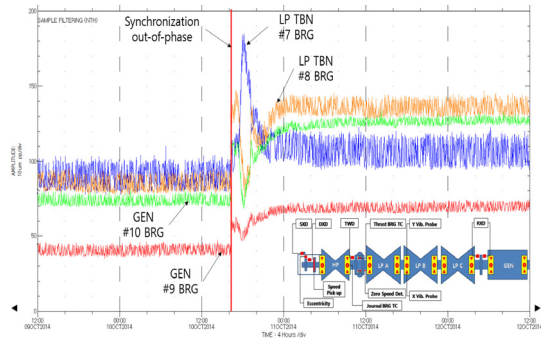 SAMPLE FILTERING (NTH)
Synchronization
out-of-phase
LP TBN
#7 BRG
LP TBN
#8 BRG
GEN
#10 BRG
GEN
#9 BRG
AMPLITUDE
10 um pp/div
200
150
100
50
0
SXD
DXD
TWD
Thrust BRG TC
Y Vib. Probe
RXD
HIP
LP A
LP B
LP C
GEN
Speed
Pick up
Zero Speed Det.
X Vib. Probe
Eccentricity
Journal BRG TC
12:00
00:00
12:00
00:00
12:00
00:00
12:00
09OCT2014
10OCT2014
10OCT2014
11OCT2014
11OCT2014
12OCT2014
12OCT2014
TIME : 4 Hours /div